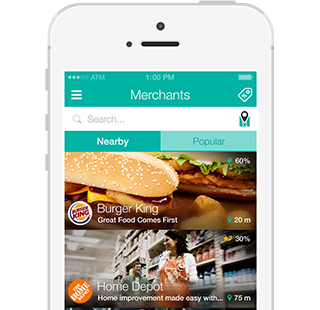 ATM 1:00 PM
Merchants
Search...
Nearby Popular
60%
BURGER KING
Burger King
Great Food Comes First 20 m
30%
THE HOME DEPOT
Home Depot
Home improvement made easy with... 75 m